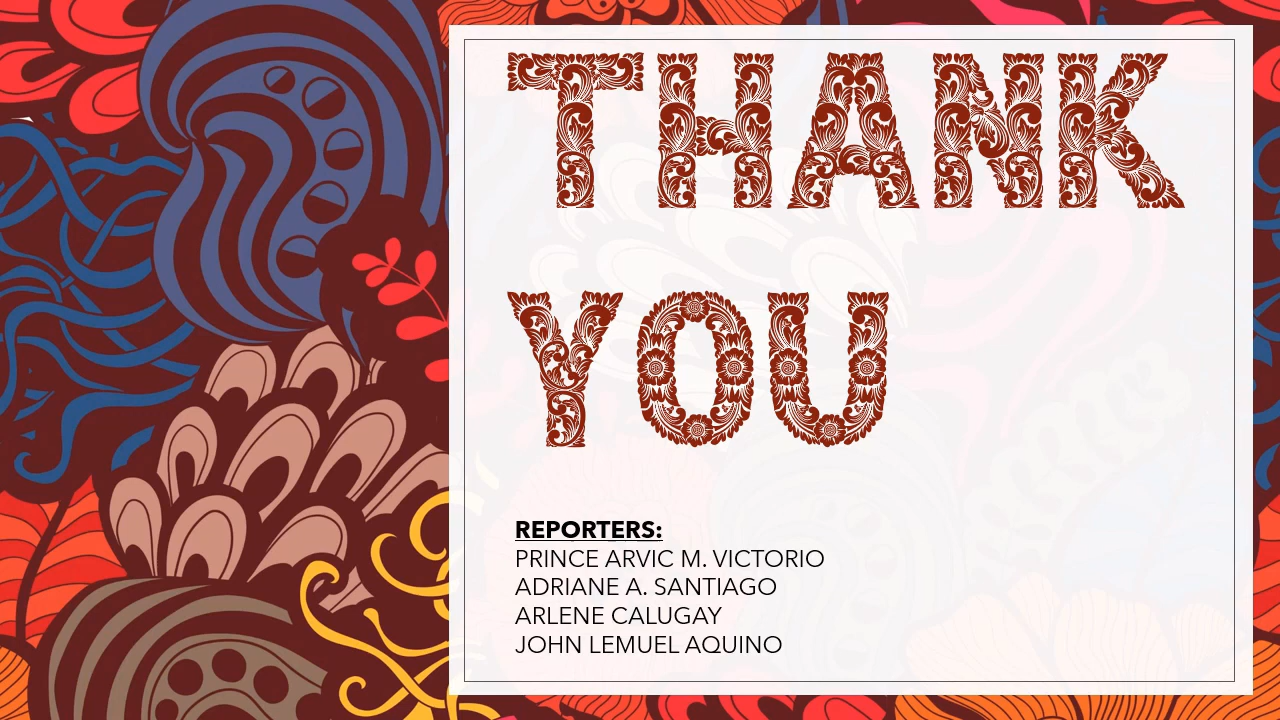 THANK
YOU
REPORTERS:
PRINCE ARVIC M. VICTORIO
ADRIANE A. SANTIAGO
ARLENE CALUGAY
JOHN LEMUEL AQUINO